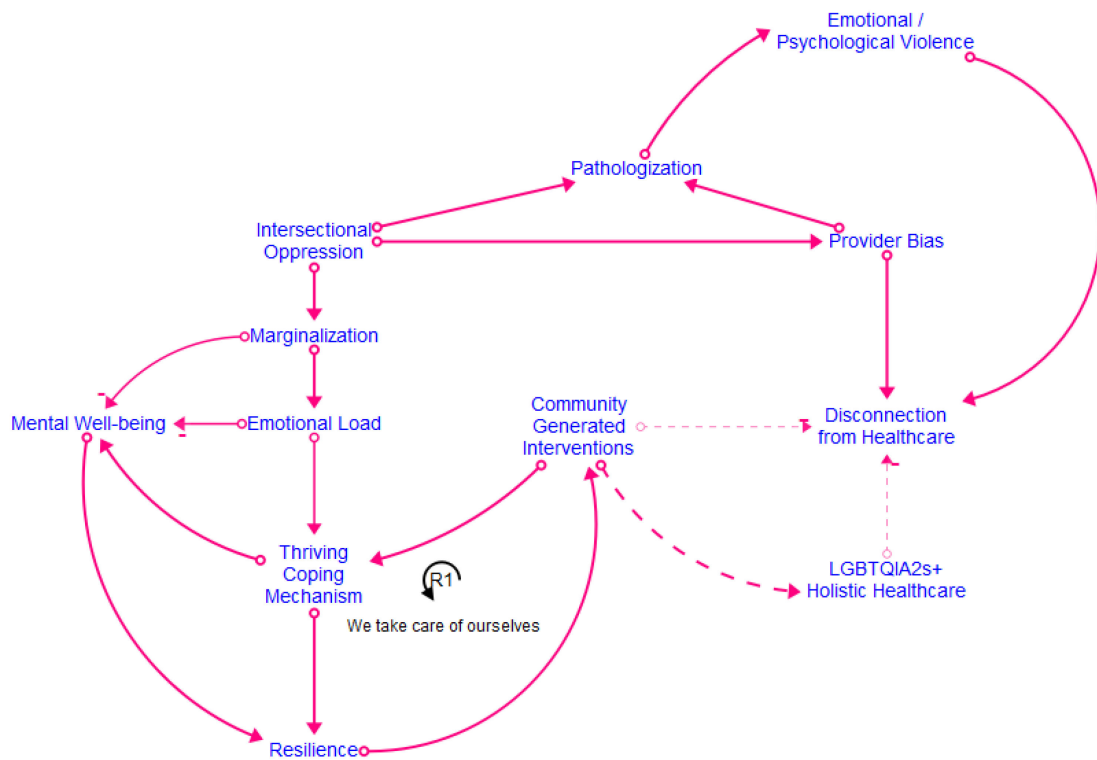 Emotional /
Psychological Violence
Pathologization
Intersectional
Oppression
Provider Bias
Marginalization
Mental Well-being
-
-
Emotional Load
Community
Generated
Interventions
-
Disconnection
from Healthcare
-
Thriving
Coping
Mechanism
R1
We take care of ourselves
LGBTQIA2s+
Holistic Healthcare
Resilience